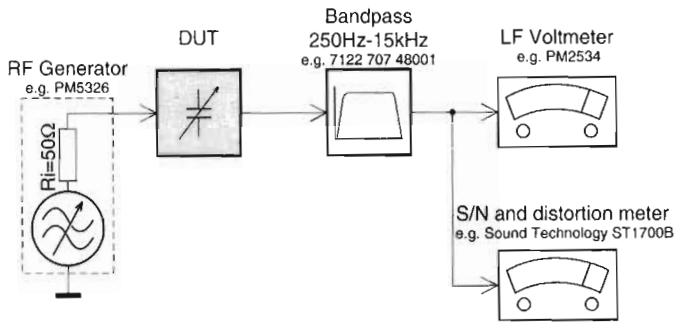 Bandpass
250Hz-15kHz
e.g. 7122 707 48001
DUT
LF Voltmeter
e.g. PM2534
RF Generator
e.g. PM5326
Ri=50Ω
S/N and distortion meter
e.g. Sound Technology ST1700B